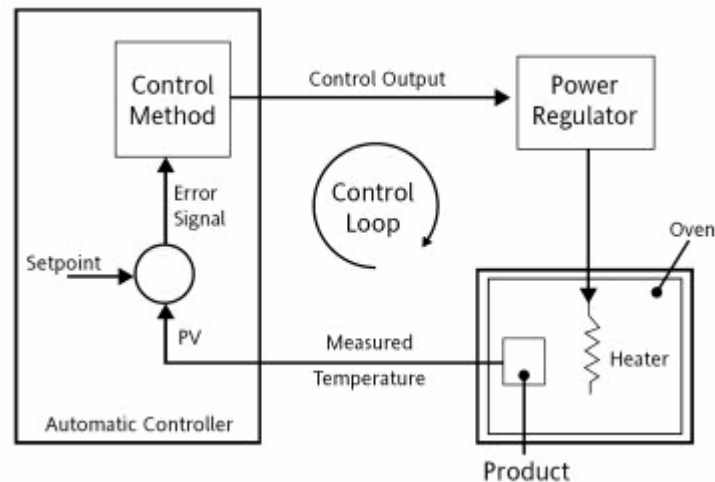 Control
Method
Control Output
Power
Regulator
Error
Signal
Control
Loop
Oven
Setpoint
PV
Measured
Temperature
Heater
Automatic Controller
Product